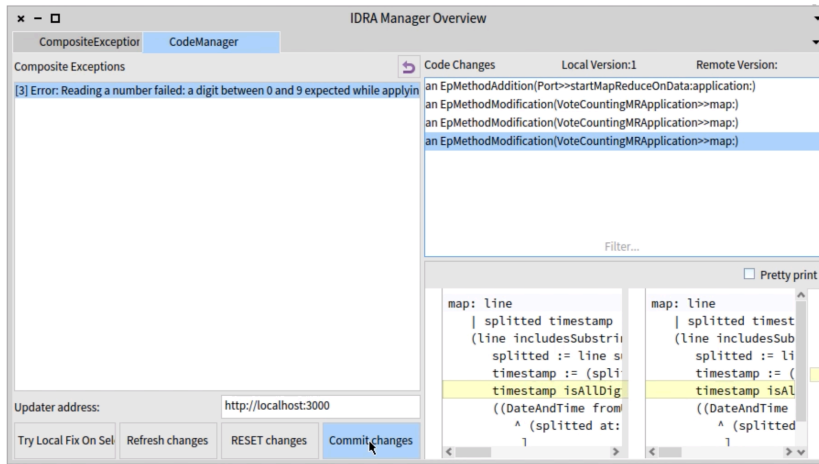 IDRA Manager Overview
CompositeException
CodeManager
Composite Exceptions
[3] Error: Reading a number failed: a digit between 0 and 9 expected while applyin
Updater address:
http://localhost:3000
Try Local Fix On Sel
Refresh changes
RESET changes
Commit changes
Code Changes
Local Version:1
Remote Version:
an EpMethodAddition(Port>>startMapReduceOnData:application:)
an EpMethodModification(VoteCountingMRApplication>>map:)
an EpMethodModification(VoteCountingMRApplication>>map:)
an EpMethodModification(VoteCountingMRApplication>>map:)
Filter...
Pretty print
map: line
| splitted timestamp
(line includesSubstrin
splitted := line su
timestamp := (split
timestamp isAllDig
((DateAndTime from
^ (splitted at:
]
map: line
| splitted timest
(line includesSub
splitted := li
timestamp := (
timestamp isAl
((DateAndTime
^ (splitted
]